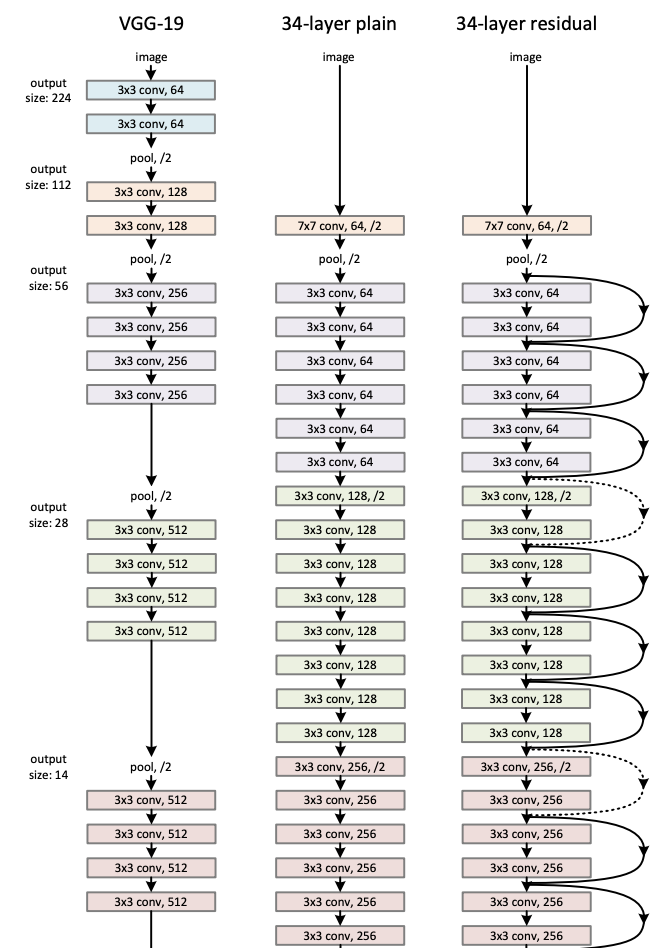 VGG-19
34-layer plain
34-layer residual
image
image
image
output
size: 224
3x3 conv, 64
3x3 conv, 64
pool, /2
output
size: 112
3x3 conv, 128
3x3 conv, 128
7x7 conv, 64, /2
7x7 conv, 64, /2
pool, /2
pool, /2
pool, /2
output
size: 56
3x3 conv, 256
3x3 conv, 64
3x3 conv, 64
3x3 conv, 256
3x3 conv, 64
3x3 conv, 64
3x3 conv, 256
3x3 conv, 64
3x3 conv, 64
3x3 conv, 256
3x3 conv, 64
3x3 conv, 64
3x3 conv, 64
3x3 conv, 64
3x3 conv, 64
3x3 conv, 64
output
size: 28
pool, /2
3x3 conv, 128, /2
3x3 conv, 128, /2
3x3 conv, 512
3x3 conv, 128
3x3 conv, 128
3x3 conv, 512
3x3 conv, 128
3x3 conv, 128
3x3 conv, 512
3x3 conv, 128
3x3 conv, 128
3x3 conv, 512
3x3 conv, 128
3x3 conv, 128
3x3 conv, 128
3x3 conv, 128
3x3 conv, 128
3x3 conv, 128
3x3 conv, 128
3x3 conv, 128
output
size: 14
pool, /2
3x3 conv, 256, /2
3x3 conv, 256, /2
3x3 conv, 512
3x3 conv, 256
3x3 conv, 256
3x3 conv, 512
3x3 conv, 256
3x3 conv, 256
3x3 conv, 512
3x3 conv, 256
3x3 conv, 256
3x3 conv, 512
3x3 conv, 256
3x3 conv, 256
3x3 conv, 256
3x3 conv, 256